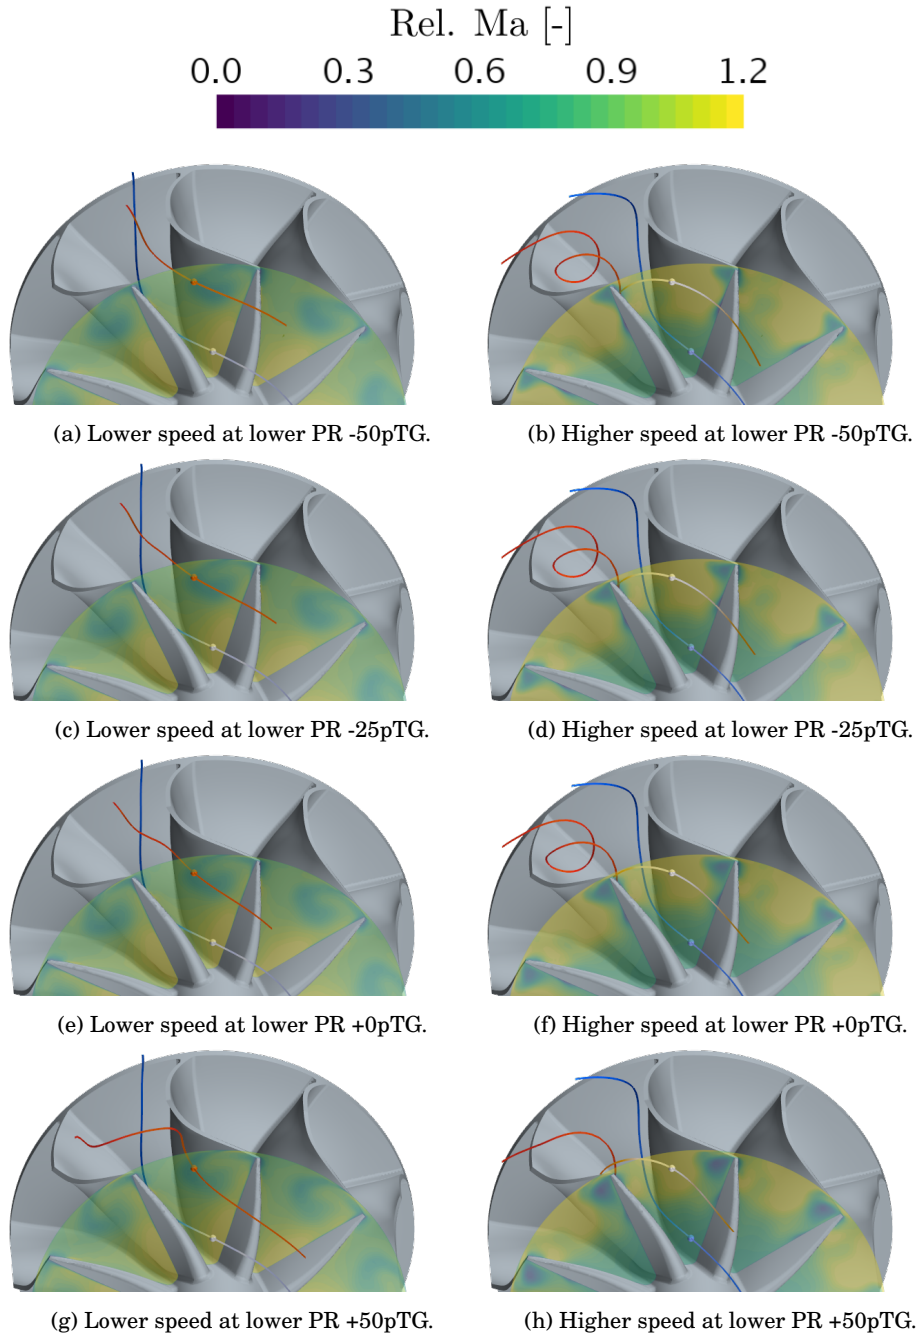 Rel. Ma [-]
0.0 0.3 0.6 0.9 1.2
(a) Lower speed at lower PR -50pTG.
(b) Higher speed at lower PR -50pTG.
(c) Lower speed at lower PR -25pTG.
(d) Higher speed at lower PR -25pTG.
(e) Lower speed at lower PR +0pTG.
(f) Higher speed at lower PR +0pTG.
(g) Lower speed at lower PR +50pTG.
(h) Higher speed at lower PR +50pTG.